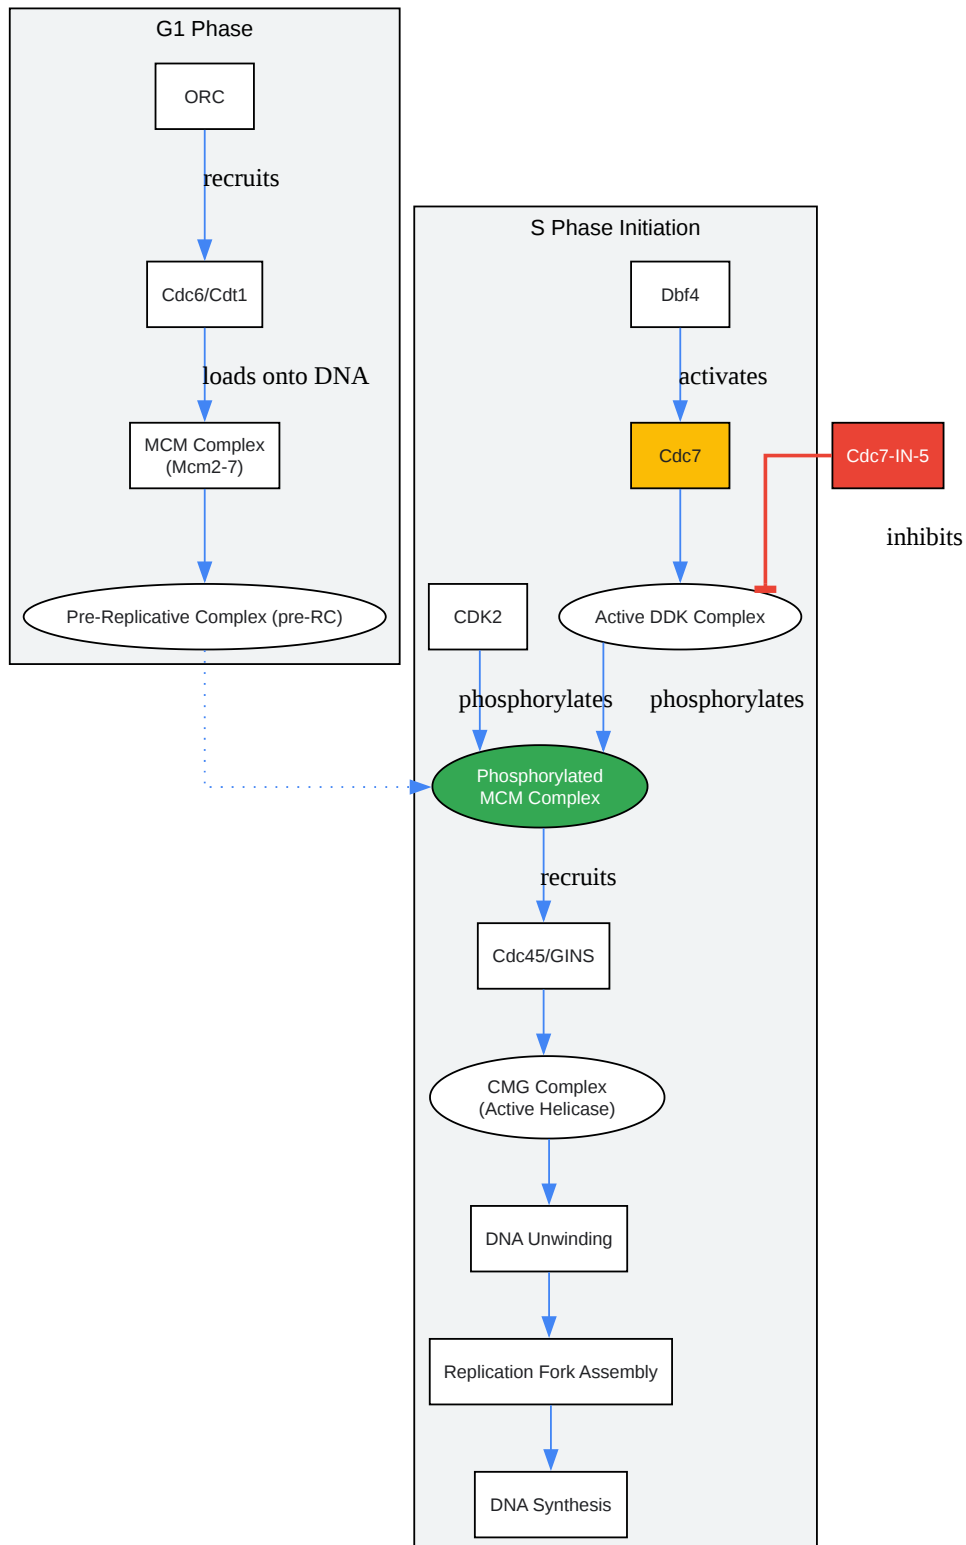 G1 Phase
ORC
recruits
Cdc6/Cdt1
loads onto DNA
MCM Complex
(Mcm2-7)
Pre-Replicative Complex (pre-RC)
S Phase Initiation
Dbf4
activates
Cdc7
Cdc7-IN-5
inhibits
CDK2
Active DDK Complex
phosphorylates
phosphorylates
Phosphorylated
MCM Complex
recruits
Cdc45/GINS
CMG Complex
(Active Helicase)
DNA Unwinding
Replication Fork Assembly
DNA Synthesis